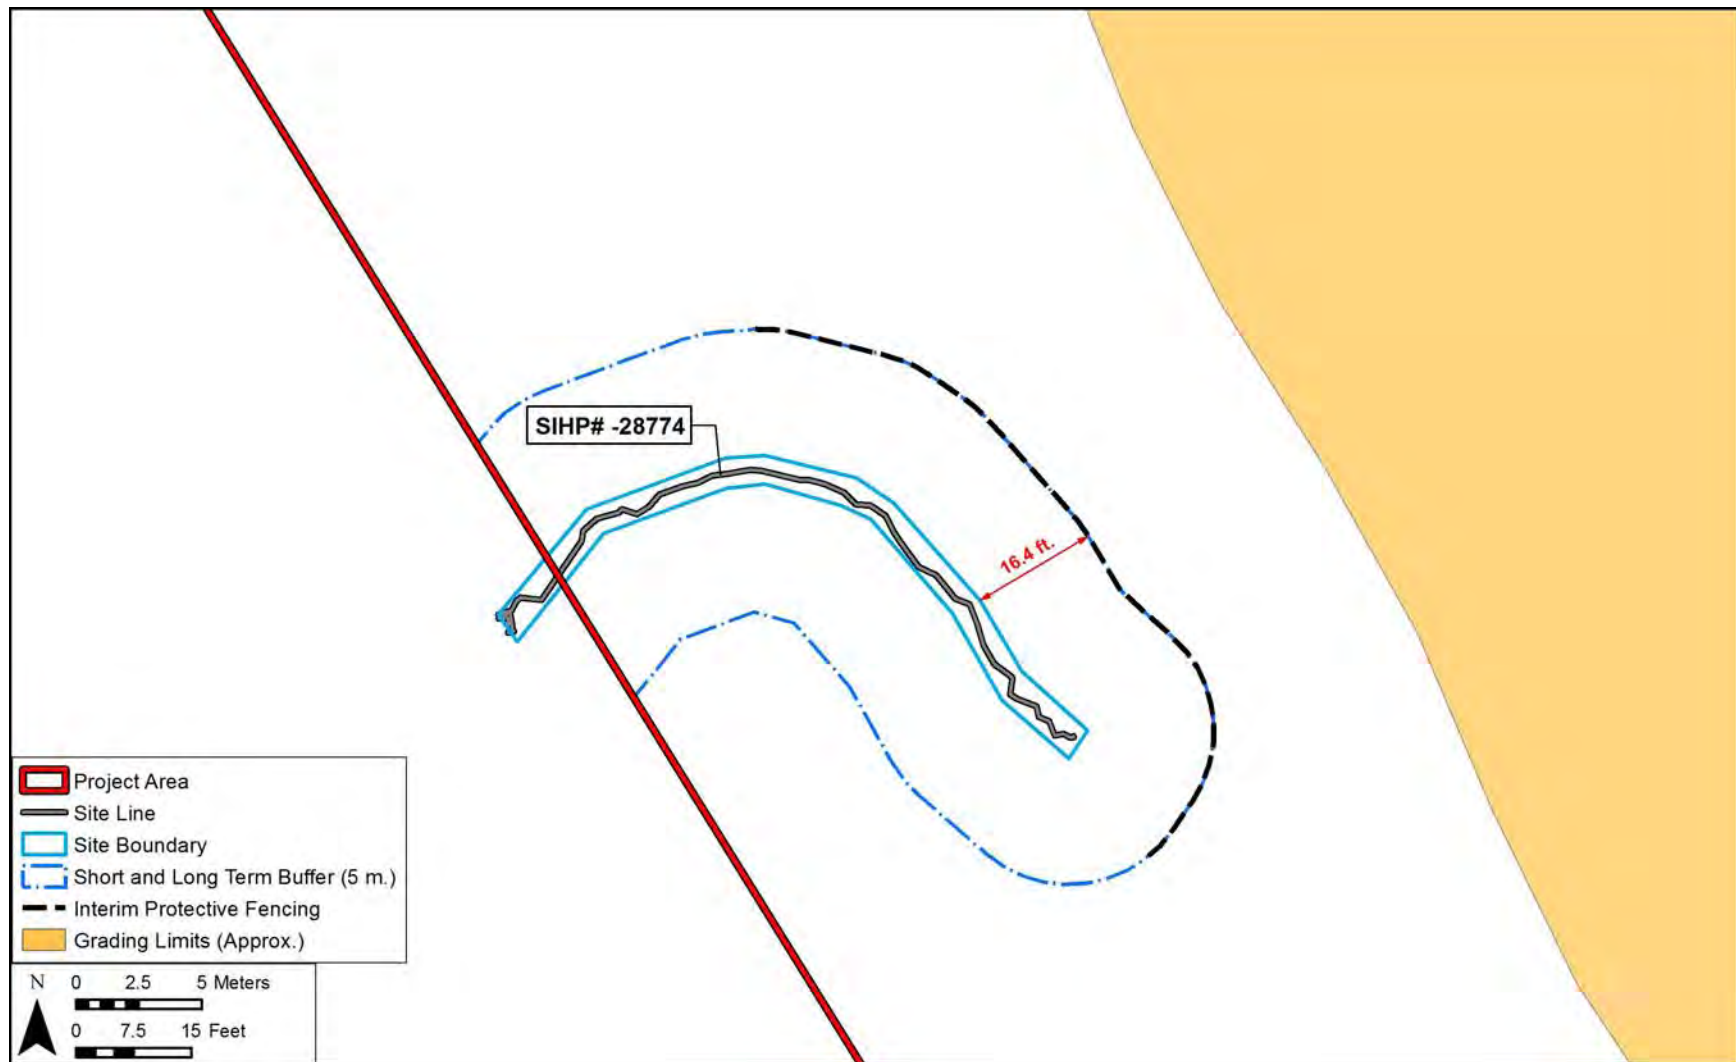 SIHP# -28774
16.4 ft.
Project Area
Site Line
Site Boundary
Short and Long Term Buffer (5 m.)
Interim Protective Fencing
Grading Limits (Approx.)
N 0 2.5 5 Meters
0 7.5 15 Feet